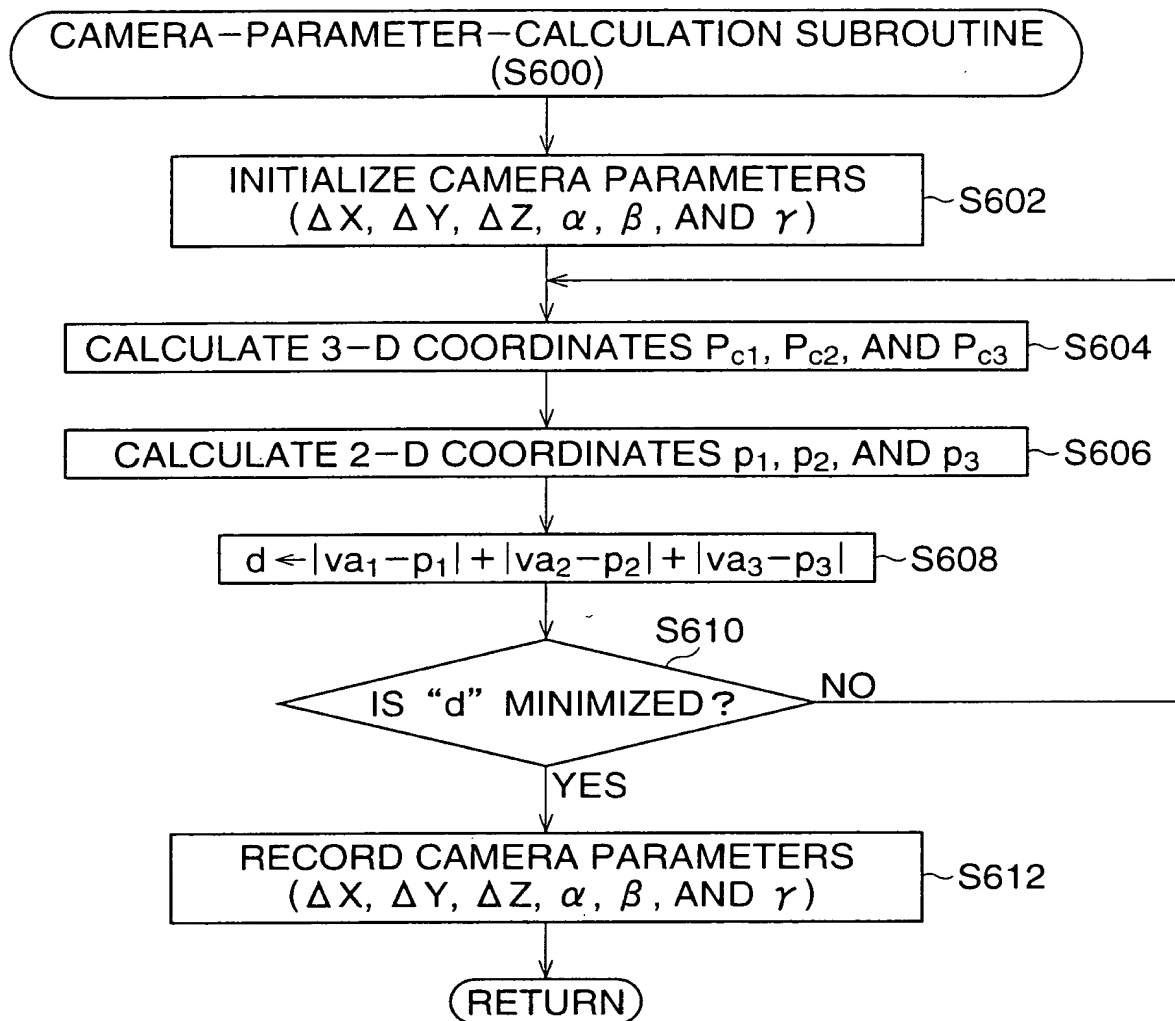 CAMERA-PARAMETER-CALCULATION SUBROUTINE
(S600)
INITIALIZE CAMERA PARAMETERS
(ΔX, ΔY, ΔZ, α, β, AND γ)
S602
CALCULATE 3-D COORDINATES Pc1, Pc2, AND Pc3
S604
CALCULATE 2-D COORDINATES p1, p2, AND p3
S606
d ← |va1-p1| + |va2-p2| + |va3-p3|
S608
S610
IS "d" MINIMIZED?
NO
YES
RECORD CAMERA PARAMETERS
(ΔX, ΔY, ΔZ, α, β, AND γ)
S612
RETURN